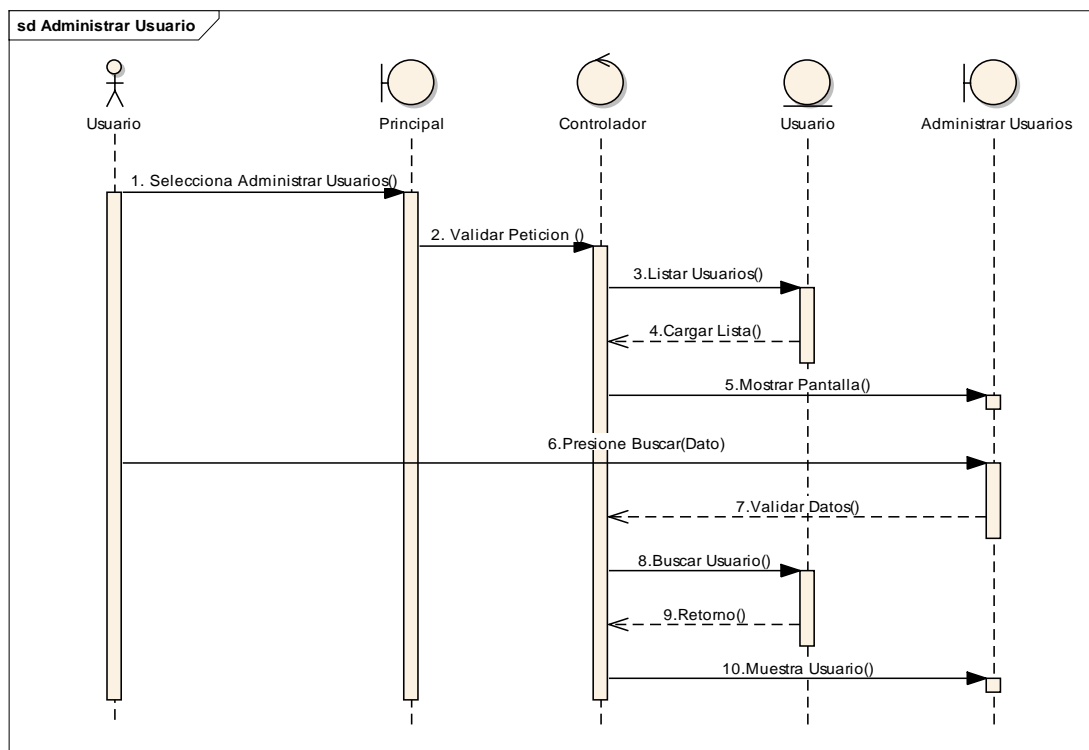 sd Administrar Usuario
Usuario
Principal
Controlador
Usuario
Administrar Usuarios
1. Selecciona Administrar Usuarios()
2. Validar Peticion ()
3.Listar Usuarios()
4.Cargar Lista()
5.Mostrar Pantalla()
6.Presione Buscar(Dato)
7.Validar Datos()
8.Buscar Usuario()
9.Retorno()
10.Muestra Usuario()